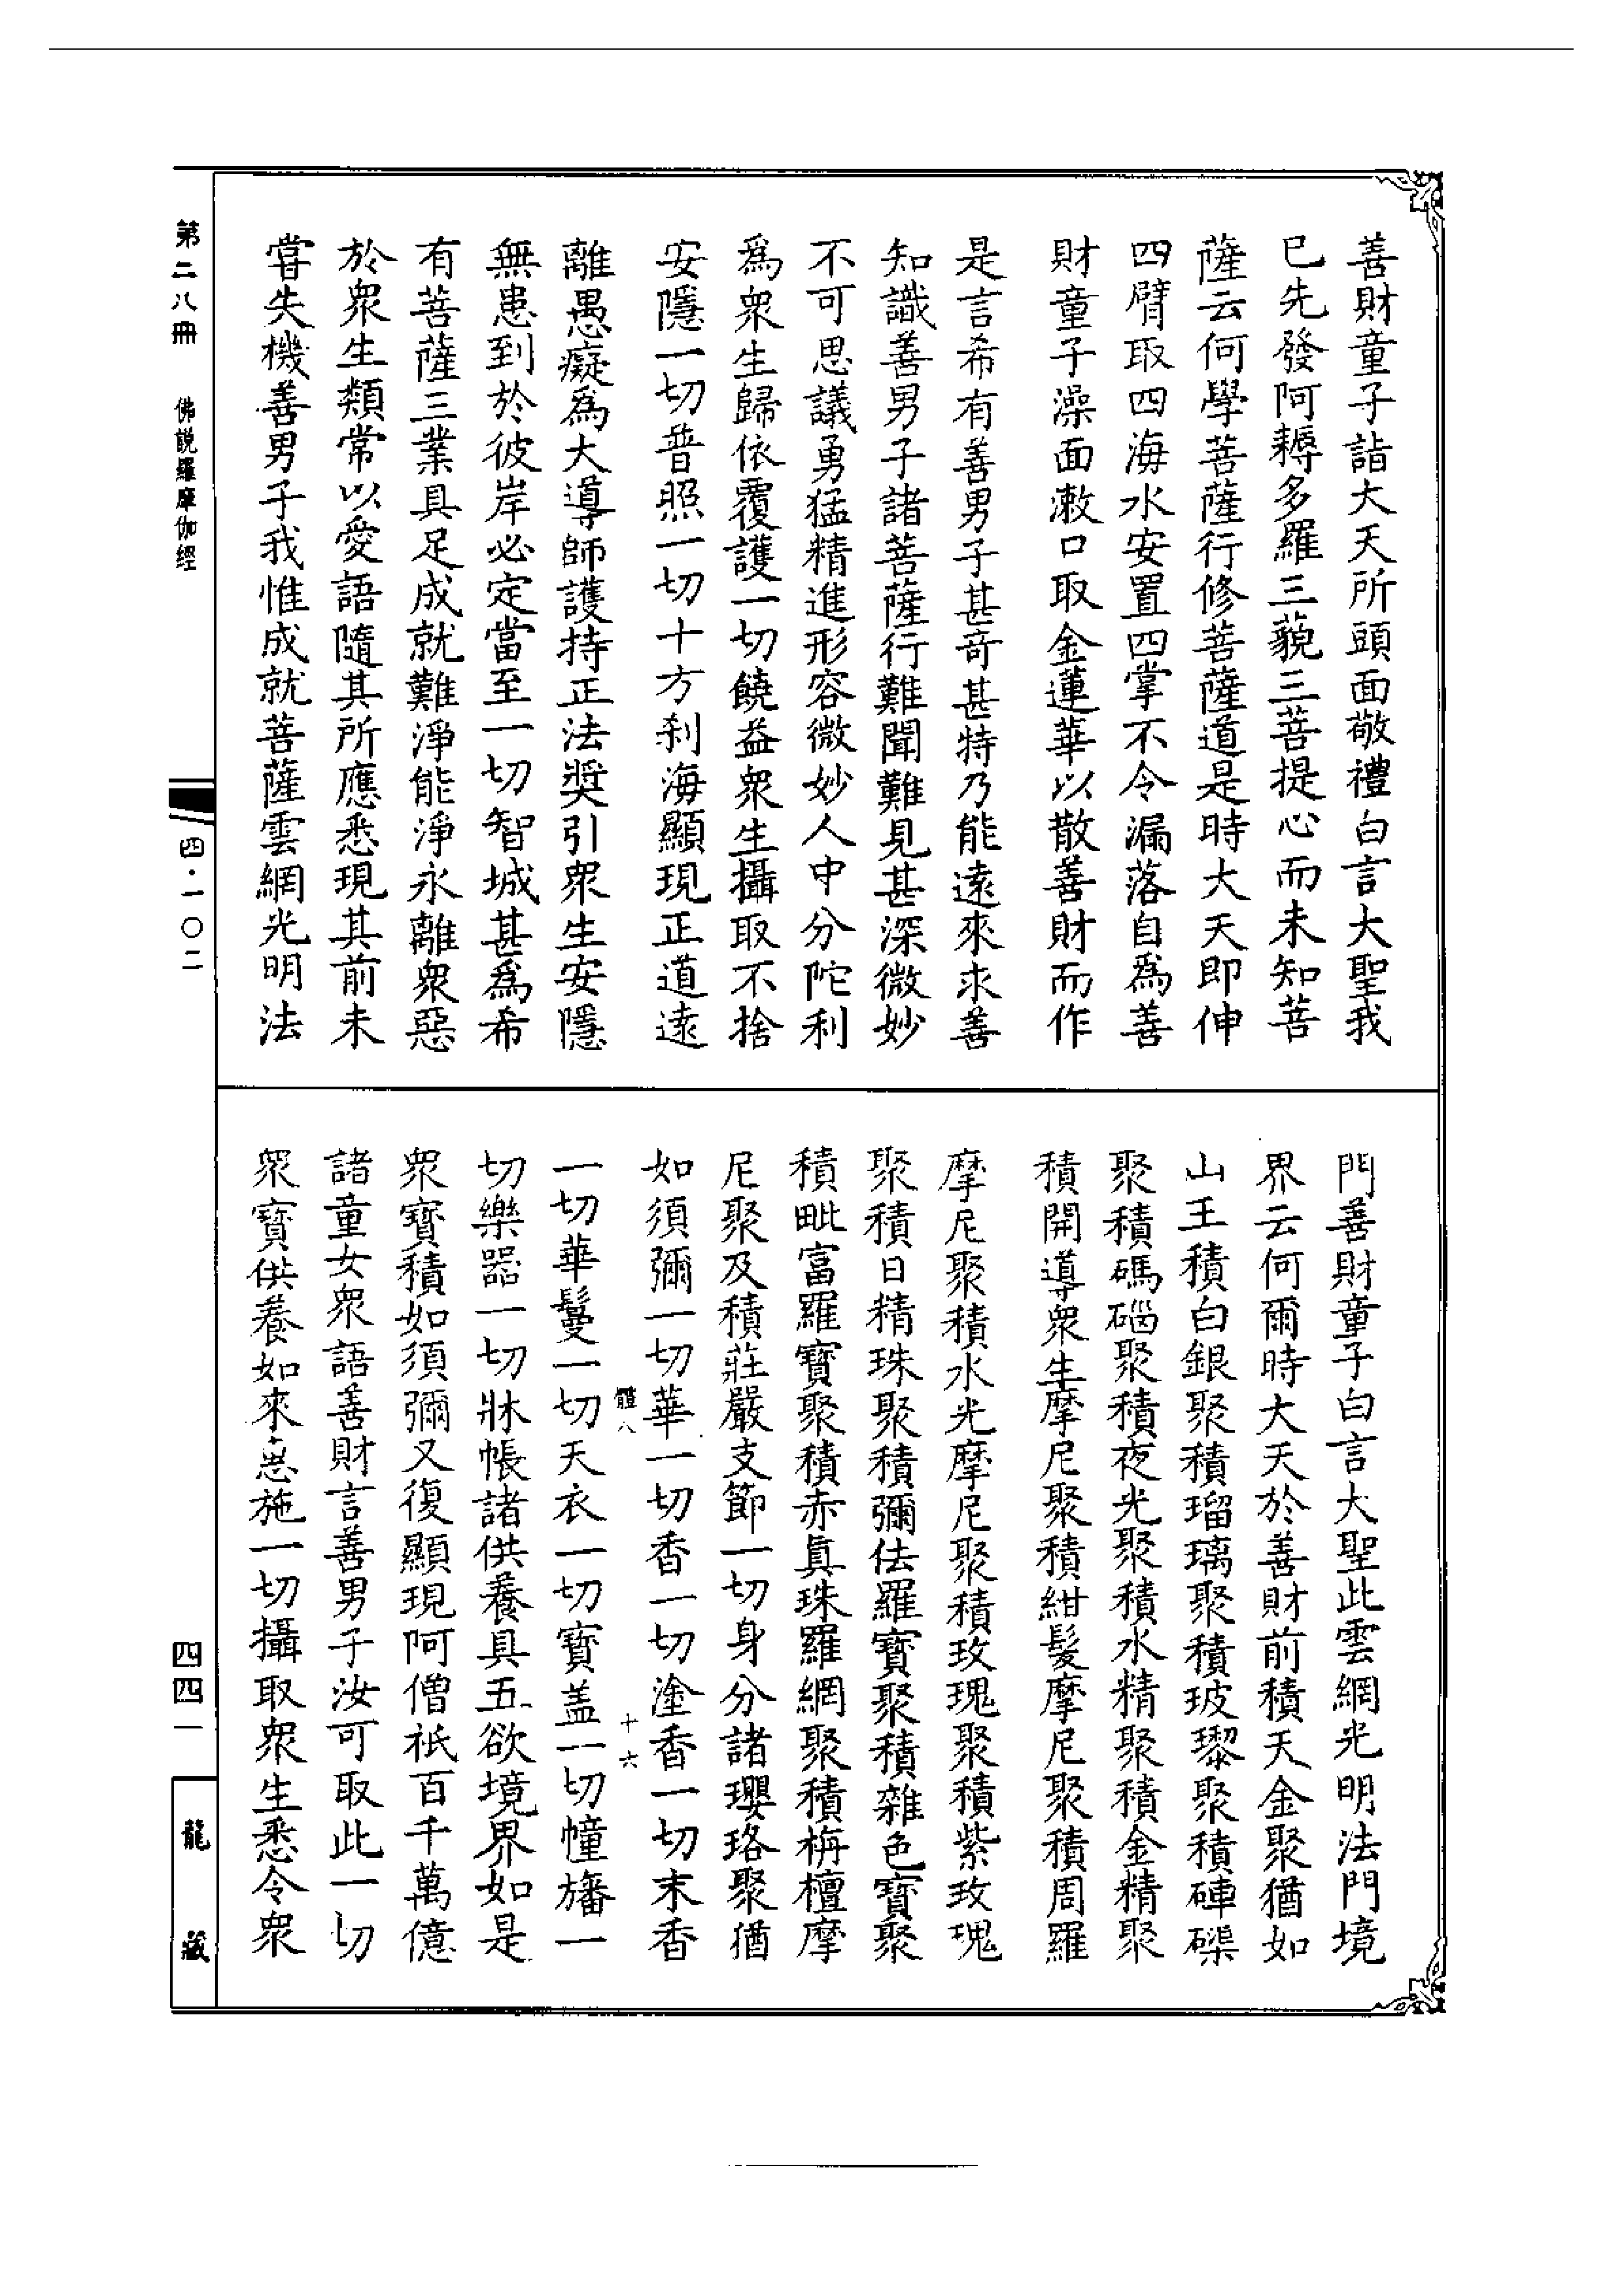 善財童子詣大天所頭面敬禮白言大聖我
已先發阿耨多羅三藐三菩提心而未知菩
薩云何學菩薩行修菩薩道是時大天即伸
四臂取四海水安置四掌不令漏落自為善
財童子澡面漱口取金蓮華以散善財而作
是言希有善男子甚奇甚特乃能遠來求善
知識善男子諸菩薩行難聞難見甚深微妙
不可思議勇猛精進形容微妙人中分陀利
為眾生歸依覆護一切饒益眾生攝取不捨
安隱一切普照一切十方剎海顯現正道遠
離愚癡為大導師護持正法獎引眾生安隱
無患到於彼岸必定當至一切智城甚為希
有菩薩三業具足成就難淨能淨永離眾惡
於眾生類常以愛語隨其所應悉現其前未
嘗失機善男子我惟成就菩薩雲網光明法
門善財童子白言大聖此雲網光明法門境
界云何爾時大天於善財前積天金聚猶如
山王積白銀聚積瑠璃聚積玻瓈聚積硨磲
聚積碼碯聚積夜光聚積水精聚積金精聚
積開導眾生摩尼聚積紺髮摩尼聚積周羅
摩尼聚積水光摩尼聚積玫瑰聚積紫玫瑰
聚積日精珠聚積彌佉羅寶聚積雜色寶聚
積毗富羅寶聚積赤真珠羅網聚積栴檀摩
尼聚及積莊嚴支節一切身分諸瓔珞聚猶
如須彌一切華一切香一切塗香一切末香
體八
十六
一切華鬘一切天衣一切寶蓋一切幢旛一
切樂器一切牀帳諸供養具五欲境界如是
眾寶積如須彌又復顯現阿僧祇百千萬億
諸童女眾語善財言善男子汝可取此一切
眾寶供養如來惠施一切攝取眾生悉令眾
第二八冊
佛說羅摩伽經
四·一〇二
四四一
龍藏